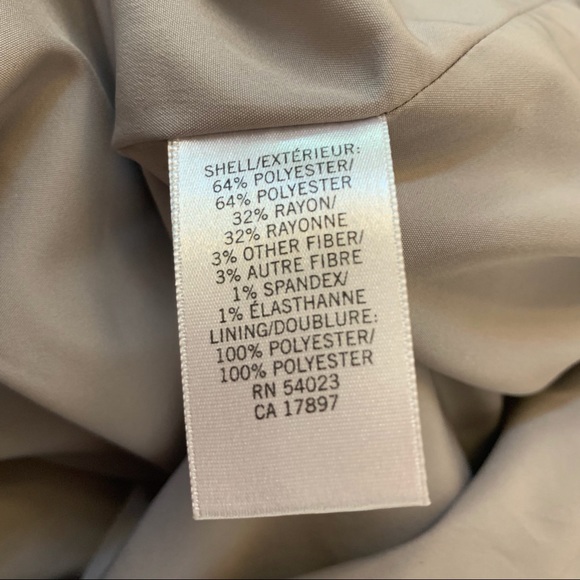 SHELL/EXTÉRIEUR:
64% POLYESTER/
64% POLYESTER
32% RAYON/
32% RAYONNE
3% OTHER FIBER/
3% AUTRE FIBRE
1% SPANDEX/
1% ÉLASTHANNE
LINING/DOUBLURE:
100% POLYESTER/
100% POLYESTER
RN 54023
CA 17897